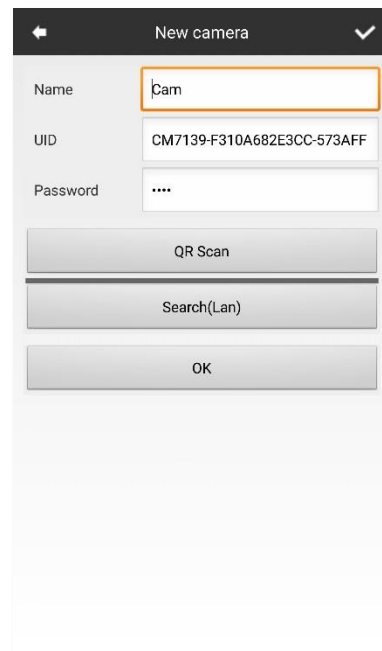 New camera
Name Cam
UID CM7139-F310A682E3CC-573AFF
Password ••••
QR Scan
Search(Lan)
OK